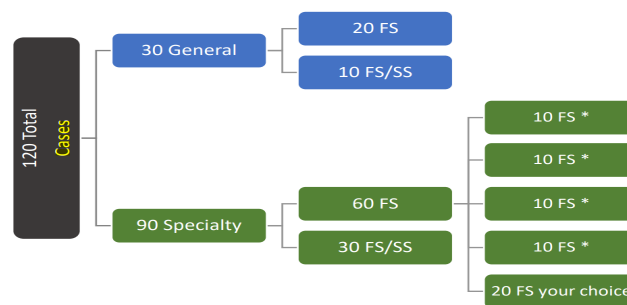 120 Total
Cases
30 General
20 FS
10 FS/SS
90 Specialty
60 FS
30 FS/SS
10 FS *
10 FS *
10 FS *
10 FS *
20 FS your choice